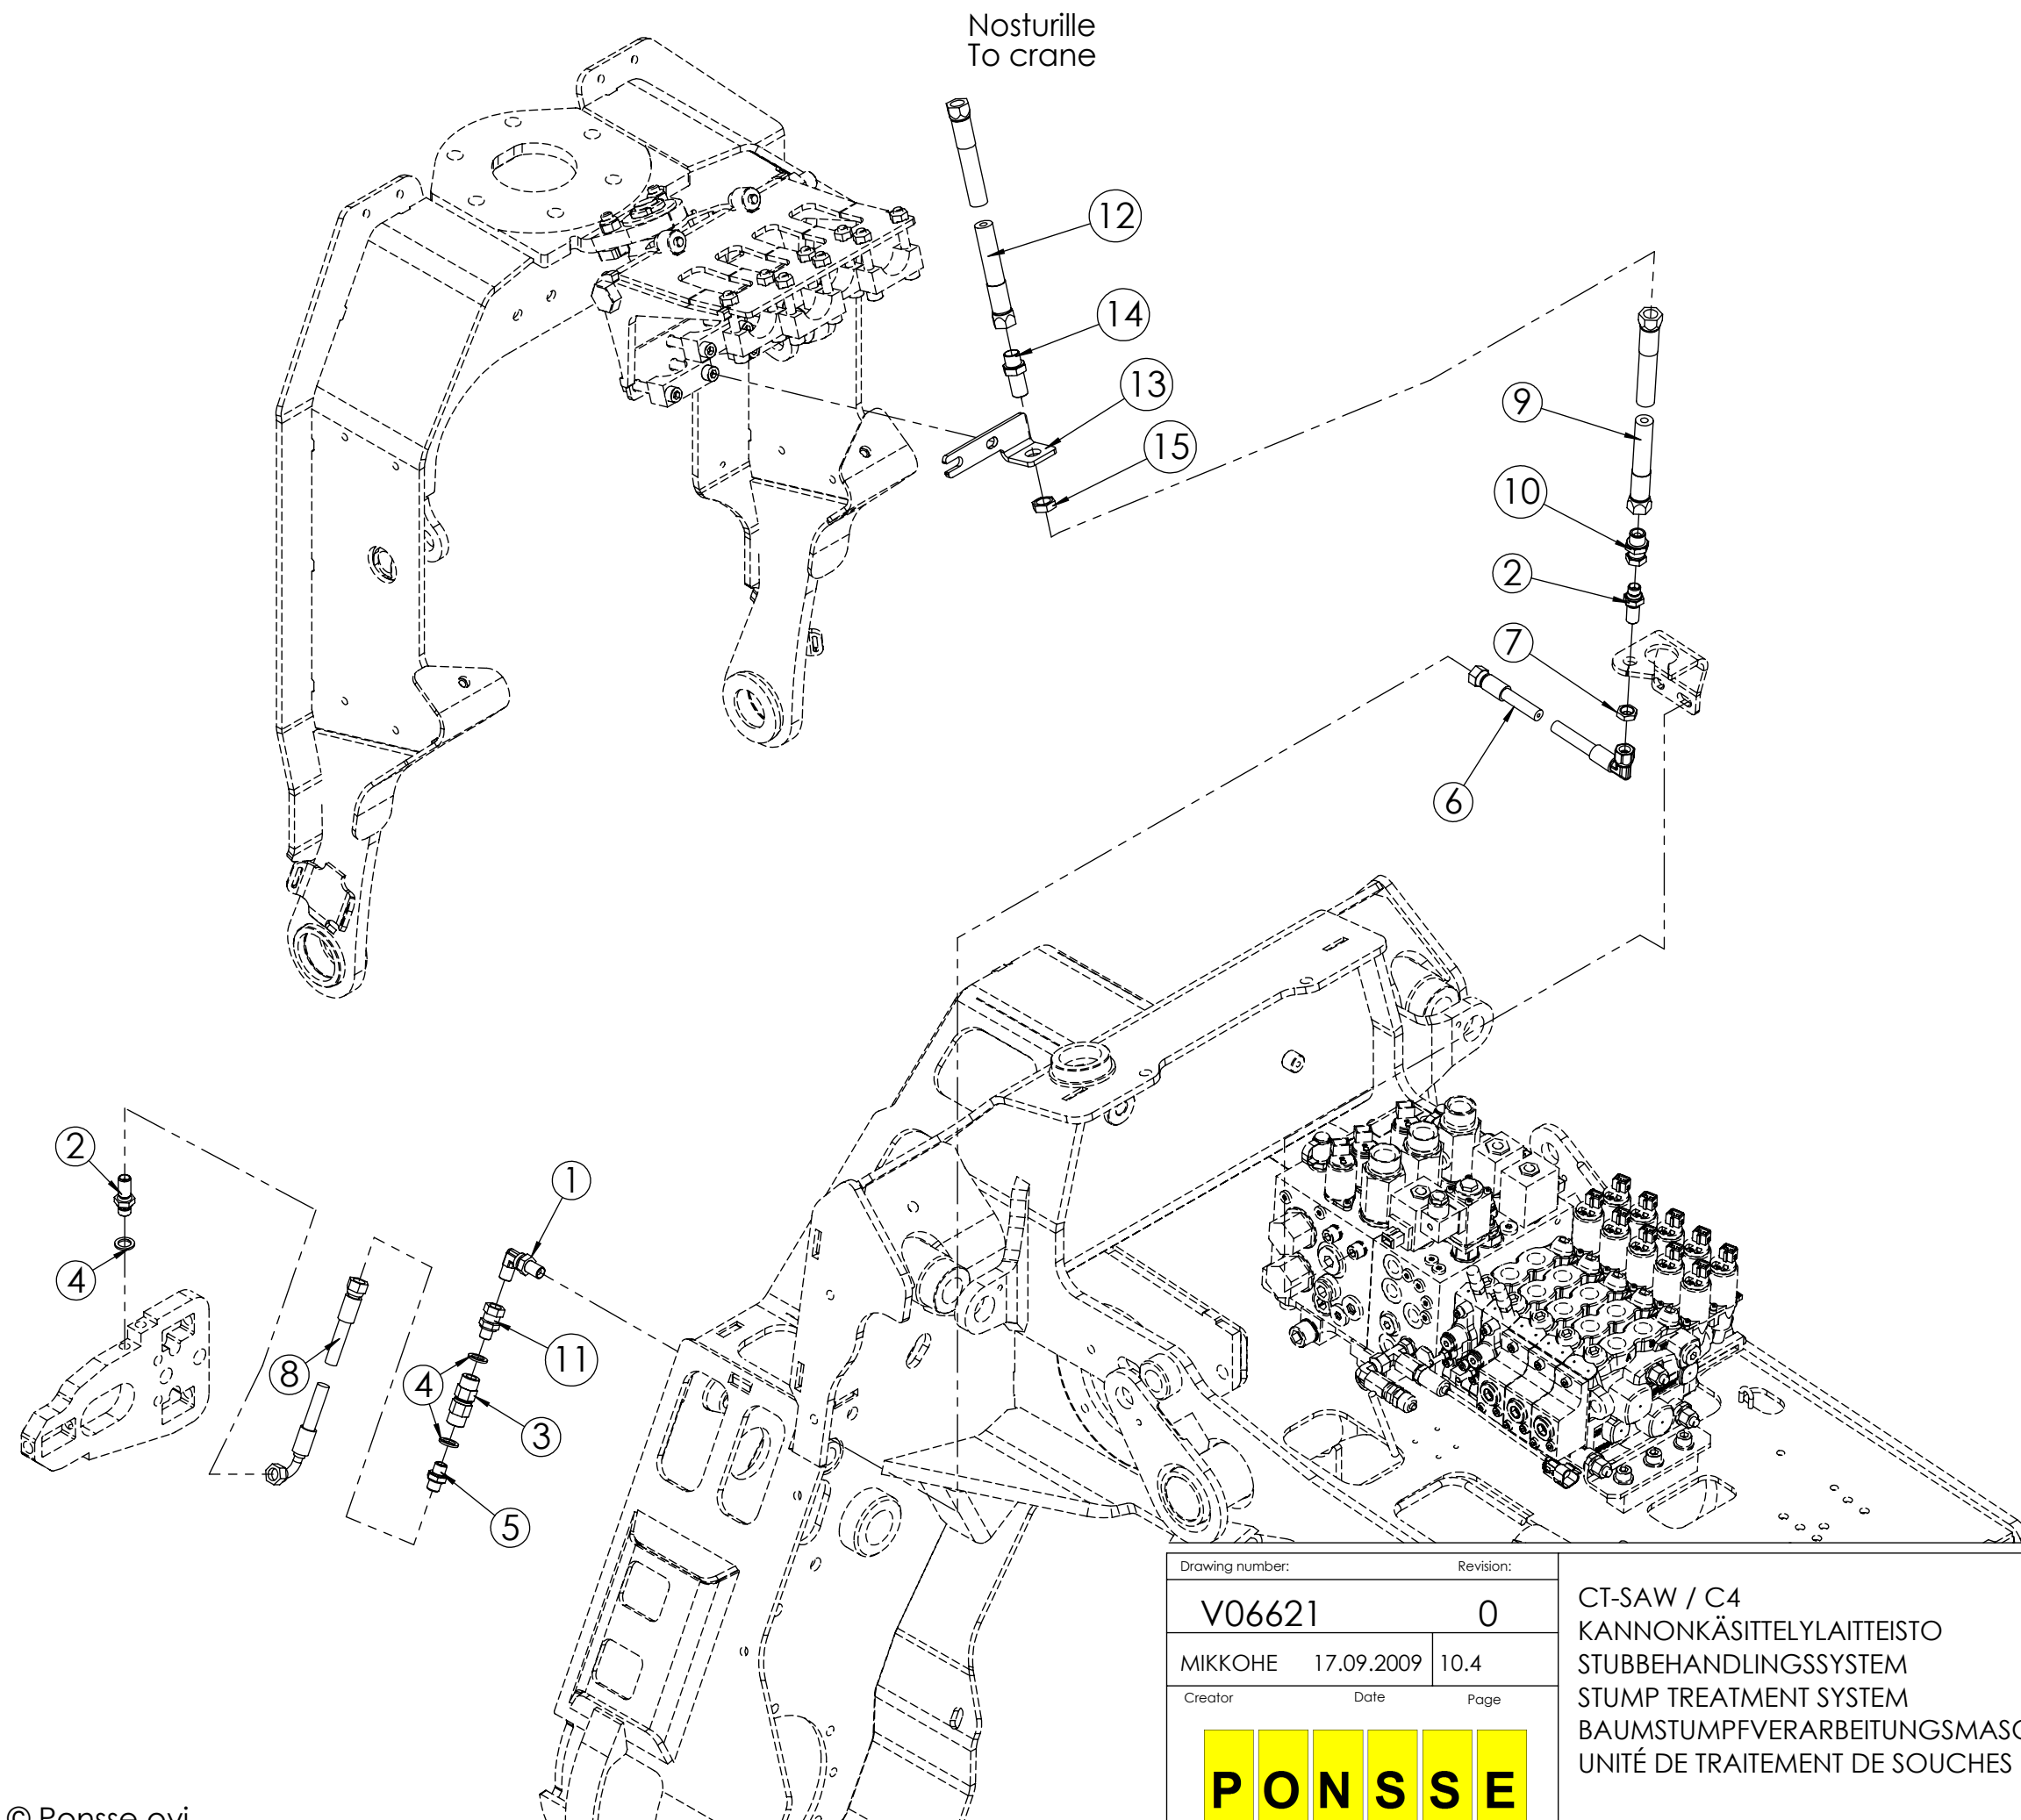 Nosturille
To crane
12
14
13
15
9
10
2
7
6
2
4
1
8
4
11
3
5
Drawing number: Revision:
V06621 0
MIKKOHE 17.09.2009 10.4
Creator Date Page
PONSSE
CT-SAW / C4
KANNONKÄSITTELYLAITTEISTO
STUBBEHANDLINGSSYSTEM
STUMP TREATMENT SYSTEM
UNITÉ DE TRAITEMENT DE SOUCHES
© Ponsse oyj